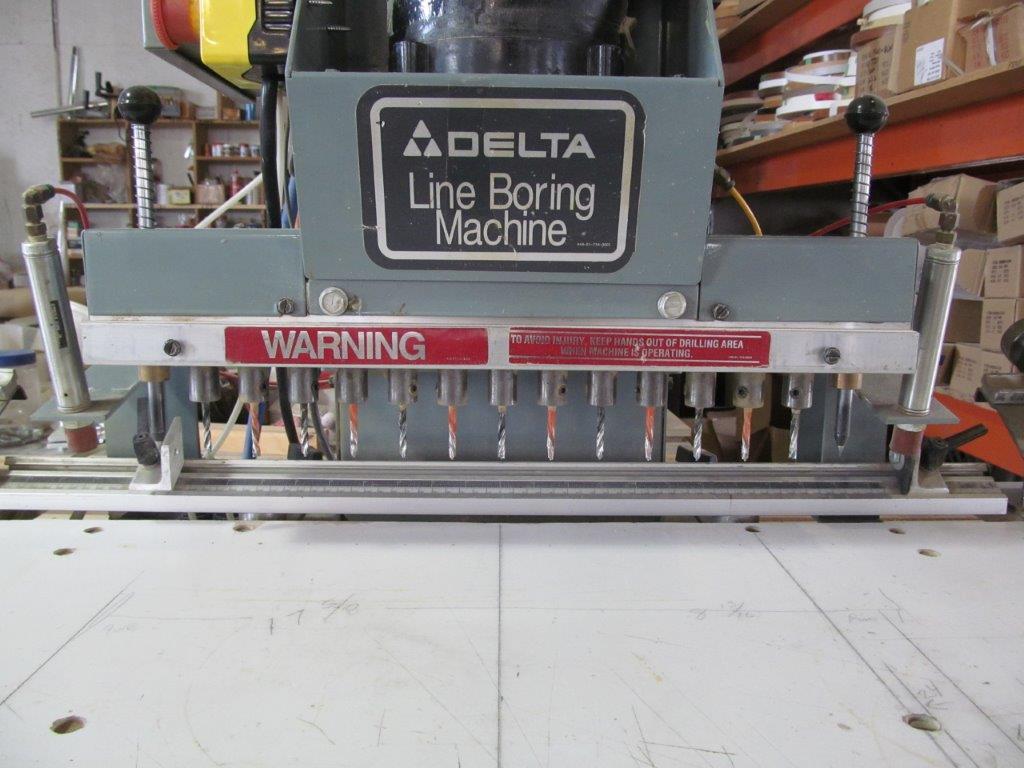 DELTA
Line Boring
Machine
WARNING
TO AVOID INJURY, KEEP HANDS OUT OF DRILLING AREA
WHEN MACHINE IS OPERATING.